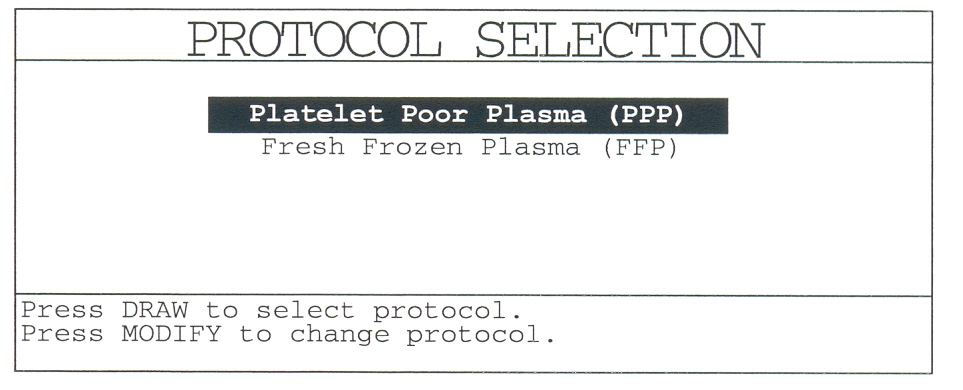 PROTOCOL SELECTION
Platelet Poor Plasma (PPP)
Fresh Frozen Plasma (FFP)
Press DRAW to select protocol.
Press MODIFY to change protocol.